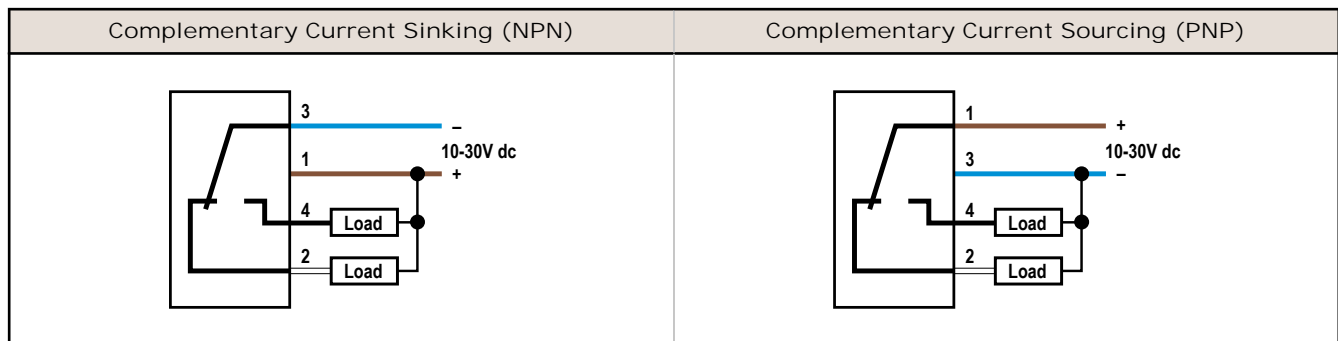 Complementary Current Sinking (NPN)
3
–
10-30V dc
1
+
4
Load
2
Load
Complementary Current Sourcing (PNP)
1
+
10-30V dc
3
–
4
Load
2
Load